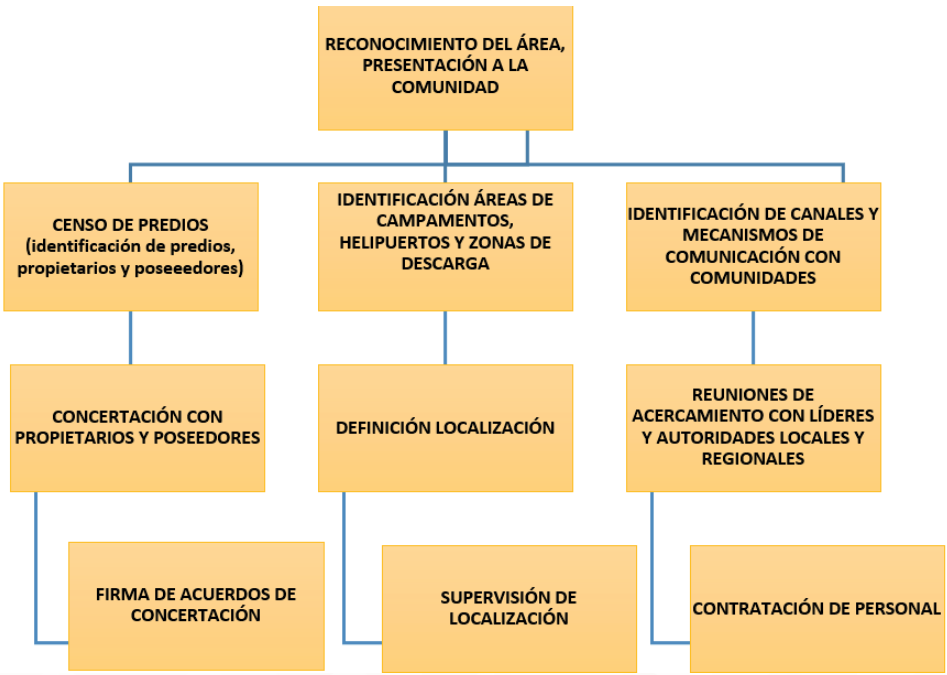 RECONOCIMIENTO DEL ÁREA,
PRESENTACIÓN A LA
COMUNIDAD
CENSO DE PREDIOS
(identificación de predios,
propietarios y poseeedores)
IDENTIFICACIÓN ÁREAS DE
CAMPAMENTOS,
HELIPUERTOS Y ZONAS DE
DESCARGA
IDENTIFICACIÓN DE CANALES Y
MECANISMOS DE
COMUNICACIÓN CON
COMUNIDADES
CONCERTACIÓN CON
PROPIETARIOS Y POSEEDORES
DEFINICIÓN LOCALIZACIÓN
REUNIONES DE
ACERCAMIENTO CON LÍDERES
Y AUTORIDADES LOCALES Y
REGIONALES
FIRMA DE ACUERDOS DE
CONCERTACIÓN
SUPERVISIÓN DE
LOCALIZACIÓN
CONTRATACIÓN DE PERSONAL